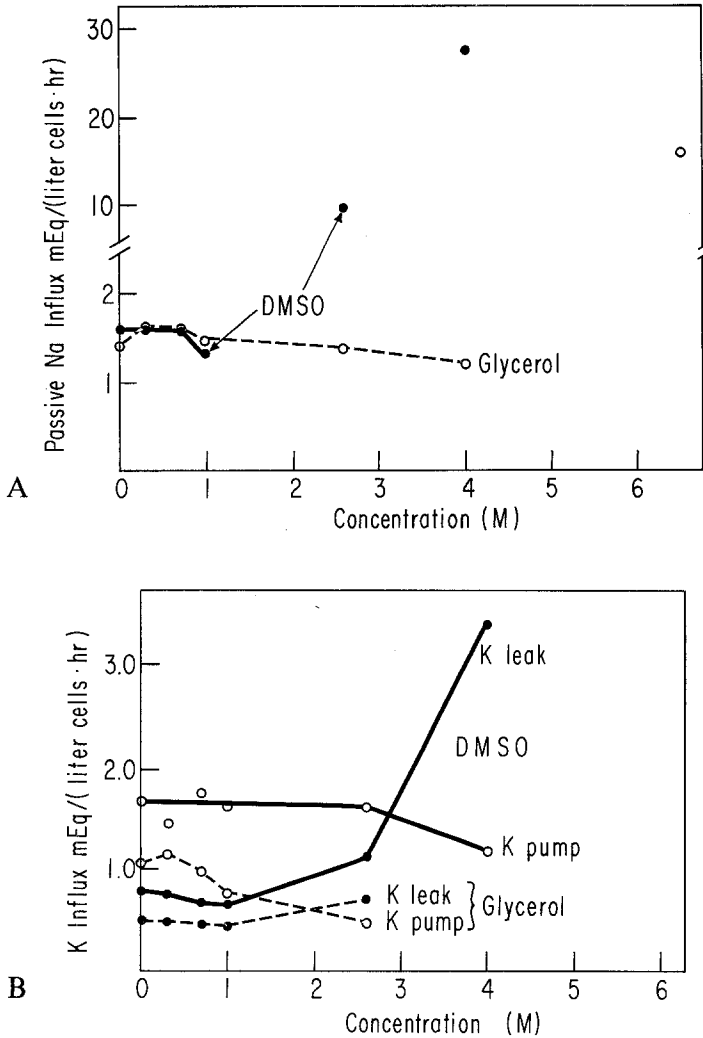 30
20
10
2
1
Passive Na Influx mEq/(liter cells·hr)
DMSO
Glycerol
0 1 2 3 4 5 6
Concentration (M)
A
3.0
2.0
1.0
K Influx mEq/(liter cells·hr)
K leak
DMSO
K pump
K leak
K pump
Glycerol
0 1 2 3 4 5 6
Concentration (M)
B